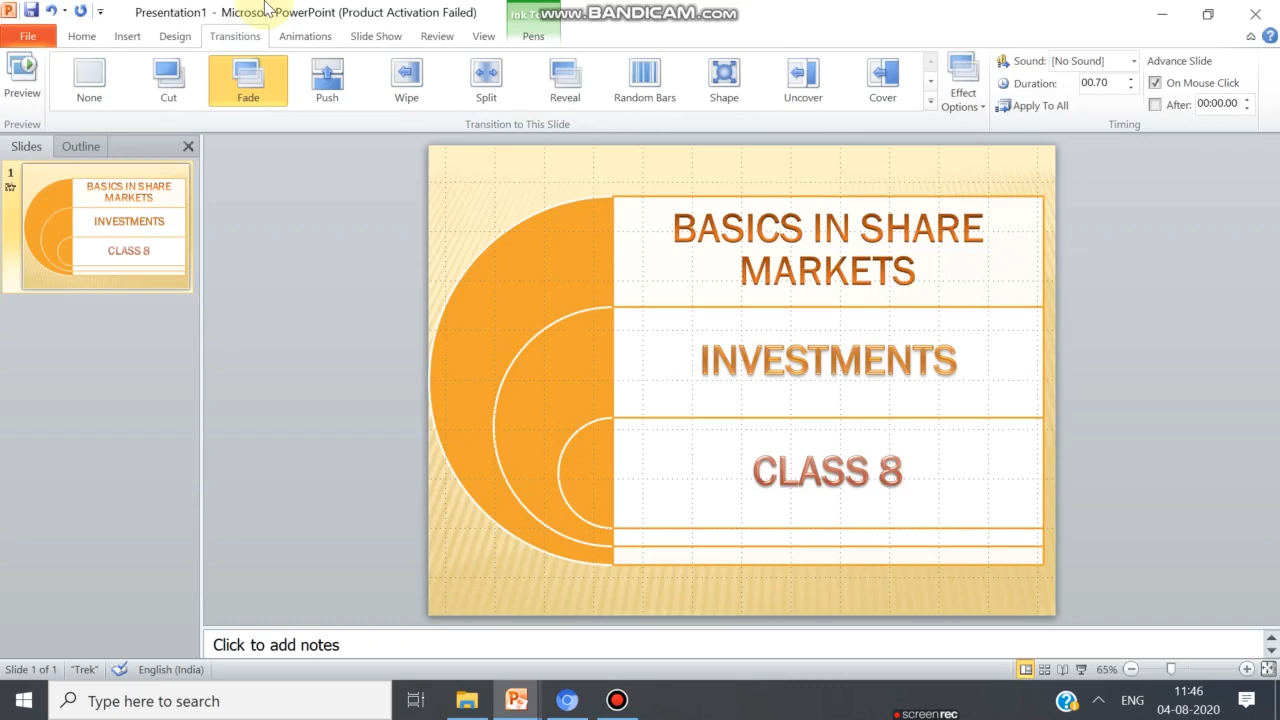 Presentation1 - Microsoft PowerPoint (Product Activation Failed)
www.BANDICAM.com
Ink To
File
Home
Insert
Design
Transitions
Animations
Slide Show
Review
View
Pens
Preview
None
Cut
Fade
Push
Wipe
Split
Reveal
Random Bars
Shape
Uncover
Cover
Effect
Options
Sound: [No Sound]
Duration: 00.70
Apply To All
Advance Slide
On Mouse Click
After: 00:00.00
Preview
Transition to This Slide
Timing
Slides
Outline
1
BASICS IN SHARE
MARKETS
INVESTMENTS
CLASS 8
BASICS IN SHARE
MARKETS
INVESTMENTS
CLASS 8
Click to add notes
Slide 1 of 1
"Trek"
English (India)
65%
Type here to search
ENG
11:46
04-08-2020
screenrec